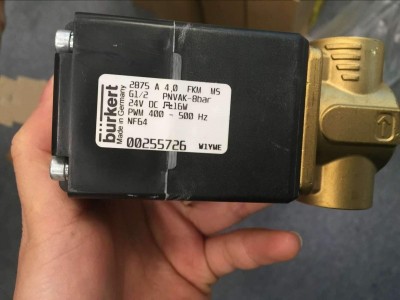 bürkert
Made in Germany
2875 A 4,0 FKM MS
G1/2 PNVAK-8bar
24V DC 16W
PWM 400 - 500 Hz
NF64
00255726 W1YWE